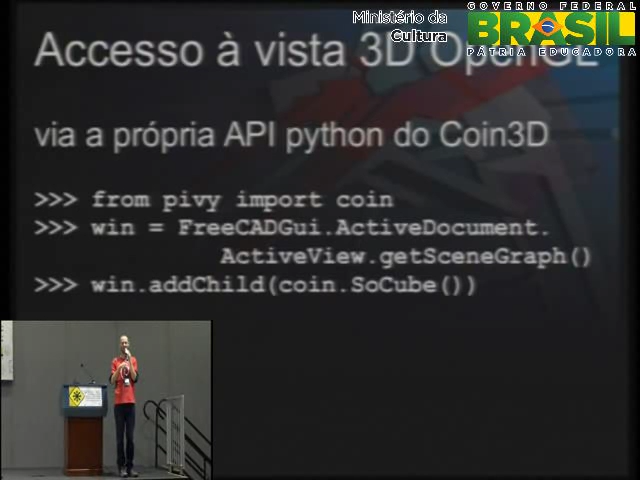 GOVERNO FEDERAL
Ministério da
Cultura
BRASIL
PÁTRIA EDUCADORA
Accesso à vista 3D OpenGL
via a própria API python do Coin3D
>>> from pivy import coin
>>> win = FreeCADGui.ActiveDocument.
ActiveView.getSceneGraph()
>>> win.addChild(coin.SoCube())